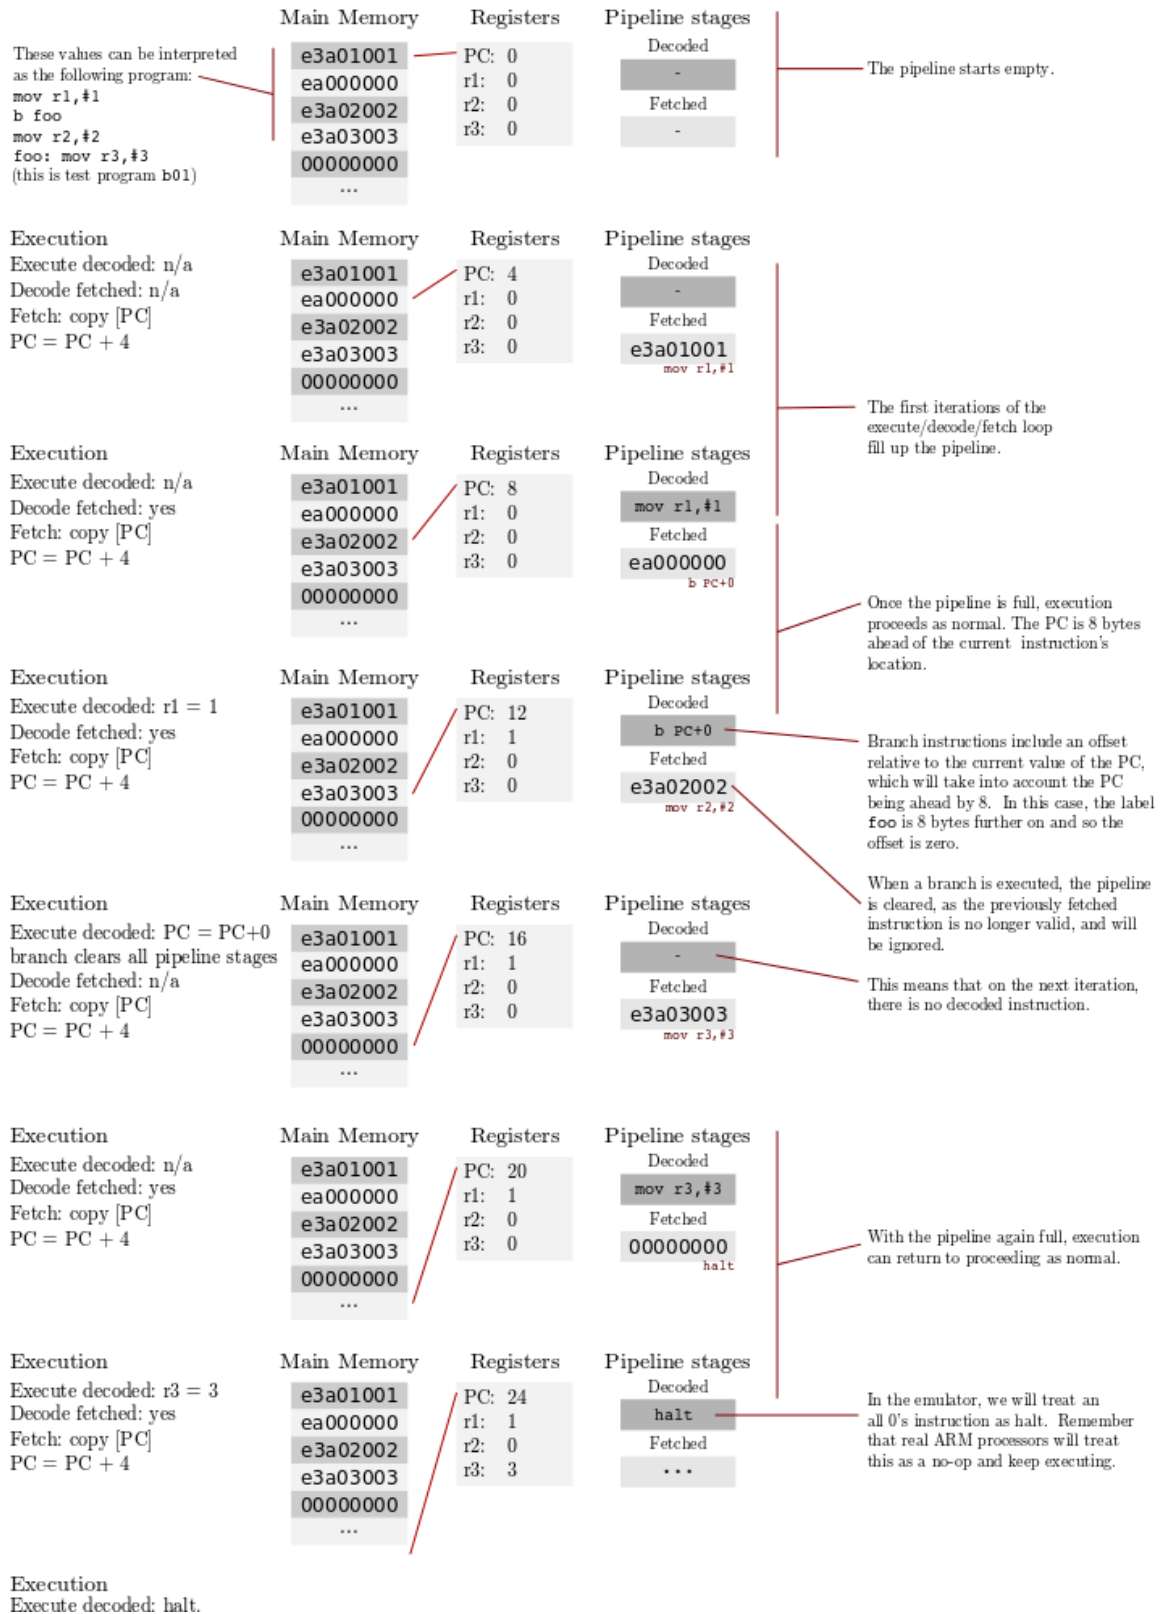 Main Memory
Registers
Pipeline stages
These values can be interpreted
as the following program:
mov r1,#1
b foo
mov r2,#2
foo: mov r3,#3
(this is test program b01)
e3a01001
ea000000
e3a02002
e3a03003
00000000
...
PC: 0
r1: 0
r2: 0
r3: 0
Decoded
-
Fetched
-
The pipeline starts empty.
Execution
Execute decoded: n/a
Decode fetched: n/a
Fetch: copy [PC]
PC = PC + 4
Main Memory
e3a01001
ea000000
e3a02002
e3a03003
00000000
...
Registers
PC: 4
r1: 0
r2: 0
r3: 0
Pipeline stages
Decoded
-
Fetched
e3a01001
mov r1,#1
The first iterations of the
execute/decode/fetch loop
fill up the pipeline.
Execution
Execute decoded: n/a
Decode fetched: yes
Fetch: copy [PC]
PC = PC + 4
Main Memory
e3a01001
ea000000
e3a02002
e3a03003
00000000
...
Registers
PC: 8
r1: 0
r2: 0
r3: 0
Pipeline stages
Decoded
mov r1,#1
Fetched
ea000000
b PC+0
Once the pipeline is full, execution
proceeds as normal. The PC is 8 bytes
ahead of the current instruction's
location.
Execution
Execute decoded: r1 = 1
Decode fetched: yes
Fetch: copy [PC]
PC = PC + 4
Main Memory
e3a01001
ea000000
e3a02002
e3a03003
00000000
...
Registers
PC: 12
r1: 1
r2: 0
r3: 0
Pipeline stages
Decoded
b PC+0
Fetched
e3a02002
mov r2,#2
Branch instructions include an offset
relative to the current value of the PC,
which will take into account the PC
being ahead by 8. In this case, the label
foo is 8 bytes further on and so the
offset is zero.
When a branch is executed, the pipeline
is cleared, as the previously fetched
instruction is no longer valid, and will
be ignored.
Execution
Execute decoded: PC = PC+0
branch clears all pipeline stages
Decode fetched: n/a
Fetch: copy [PC]
PC = PC + 4
Main Memory
e3a01001
ea000000
e3a02002
e3a03003
00000000
...
Registers
PC: 16
r1: 1
r2: 0
r3: 0
Pipeline stages
Decoded
-
Fetched
e3a03003
mov r3,#3
This means that on the next iteration,
there is no decoded instruction.
Execution
Execute decoded: n/a
Decode fetched: yes
Fetch: copy [PC]
PC = PC + 4
Main Memory
e3a01001
ea000000
e3a02002
e3a03003
00000000
...
Registers
PC: 20
r1: 1
r2: 0
r3: 0
Pipeline stages
Decoded
mov r3,#3
Fetched
00000000
halt
With the pipeline again full, execution
can return to proceeding as normal.
Execution
Execute decoded: r3 = 3
Decode fetched: yes
Fetch: copy [PC]
PC = PC + 4
Main Memory
e3a01001
ea000000
e3a02002
e3a03003
00000000
...
Registers
PC: 24
r1: 1
r2: 0
r3: 3
Pipeline stages
Decoded
halt
Fetched
...
In the emulator, we will treat an
all 0's instruction as halt. Remember
that real ARM processors will treat
this as a no-op and keep executing.
Execution
Execute decoded: halt.